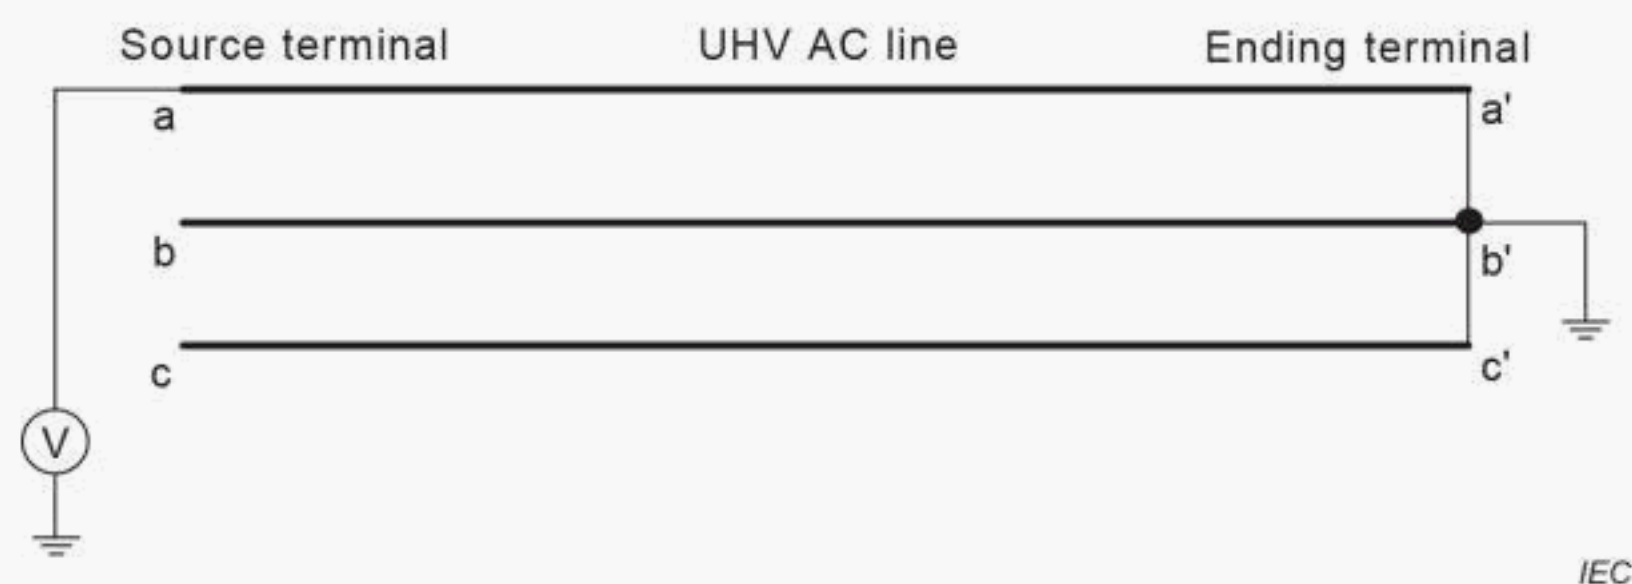 Source terminal UHV AC line Ending terminal
a a'
b b'
c c'
V
IEC